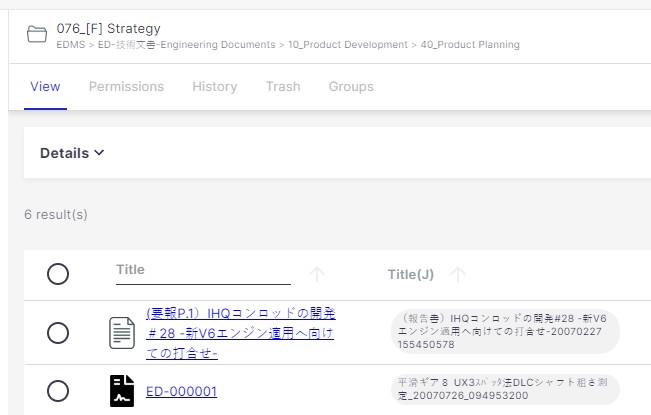 076_[F] Strategy
EDMS > ED-技術文書-Engineering Documents > 10_Product Development > 40_Product Planning
View Permissions History Trash Groups
Details
6 result(s)
Title Title(J)
(要報P.1）IHQコンロッドの開発
＃28 -新V6エンジン適用へ向け
ての打合せ-
（報告書）IHQコンロッドの開発#28 -新V6
エンジン適用へ向けての打合せ-20070227
155450578
ED-000001
平滑ギア８ UX3ｽﾊﾟｯﾀ法DLCシャフト粗さ測
定_20070726_094953200